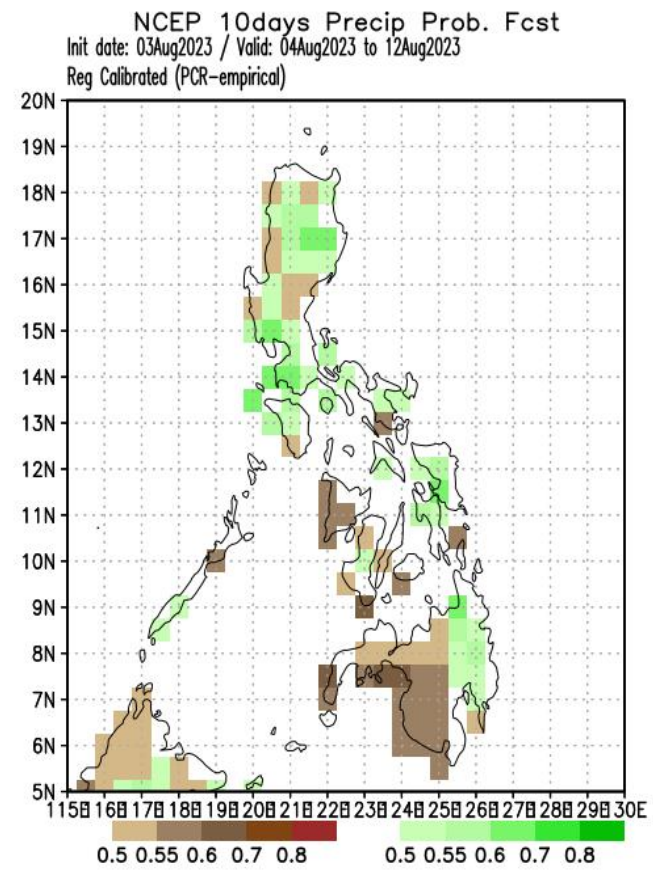 NCEP 10days Precip Prob. Fcst
Init date: 03Aug2023 / Valid: 04Aug2023 to 12Aug2023
Reg Calibrated (PCR-empirical)
20N
19N
18N
17N
16N
15N
14N
13N
12N
11N
10N
9N
8N
7N
6N
5N
115E 116E 117E 118E 119E 120E 121E 122E 123E 124E 125E 126E 127E 128E 129E 130E
0.5 0.55 0.6 0.7 0.8 0.5 0.55 0.6 0.7 0.8